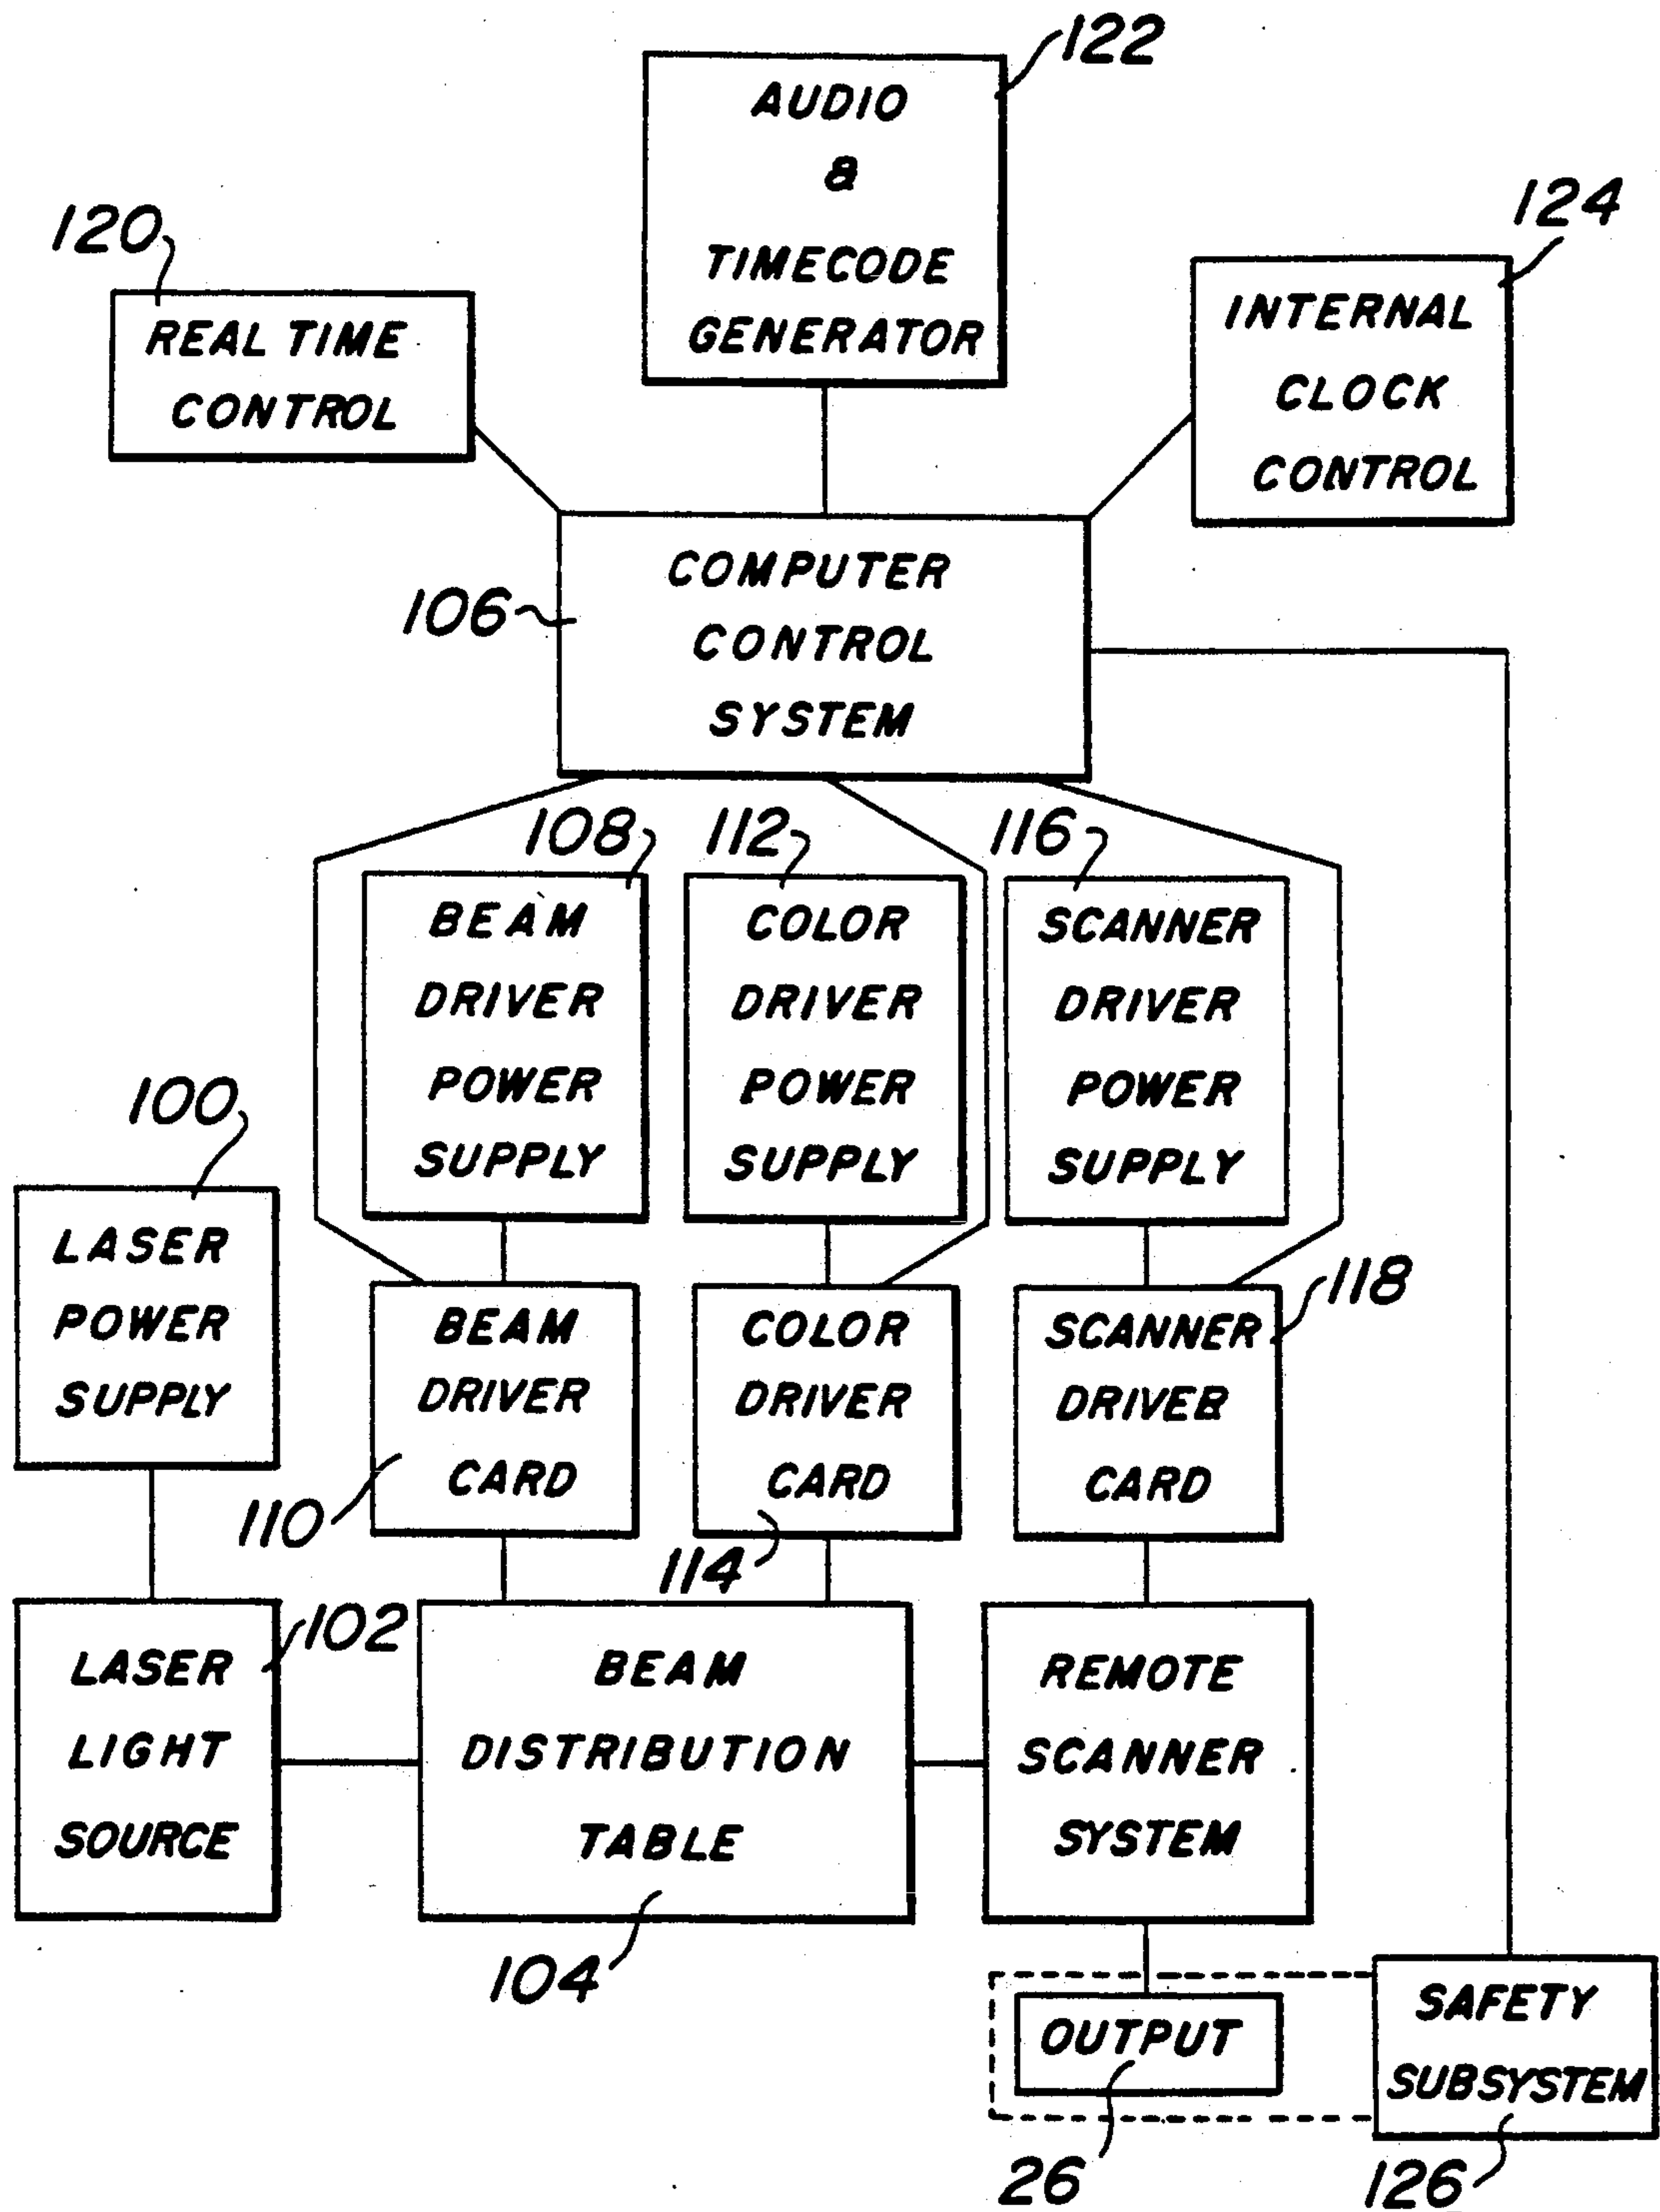 122
AUDIO
&
TIMECODE
GENERATOR
120
REAL TIME
CONTROL
124
INTERNAL
CLOCK
CONTROL
106
COMPUTER
CONTROL
SYSTEM
108
BEAM
DRIVER
POWER
SUPPLY
112
COLOR
DRIVER
POWER
SUPPLY
116
SCANNER
DRIVER
POWER
SUPPLY
100
LASER
POWER
SUPPLY
110
BEAM
DRIVER
CARD
114
COLOR
DRIVER
CARD
118
SCANNER
DRIVEB
CARD
102
LASER
LIGHT
SOURCE
BEAM
DISTRIBUTION
TABLE
104
REMOTE
SCANNER
SYSTEM
OUTPUT
26
SAFETY
SUBSYSTEM
126